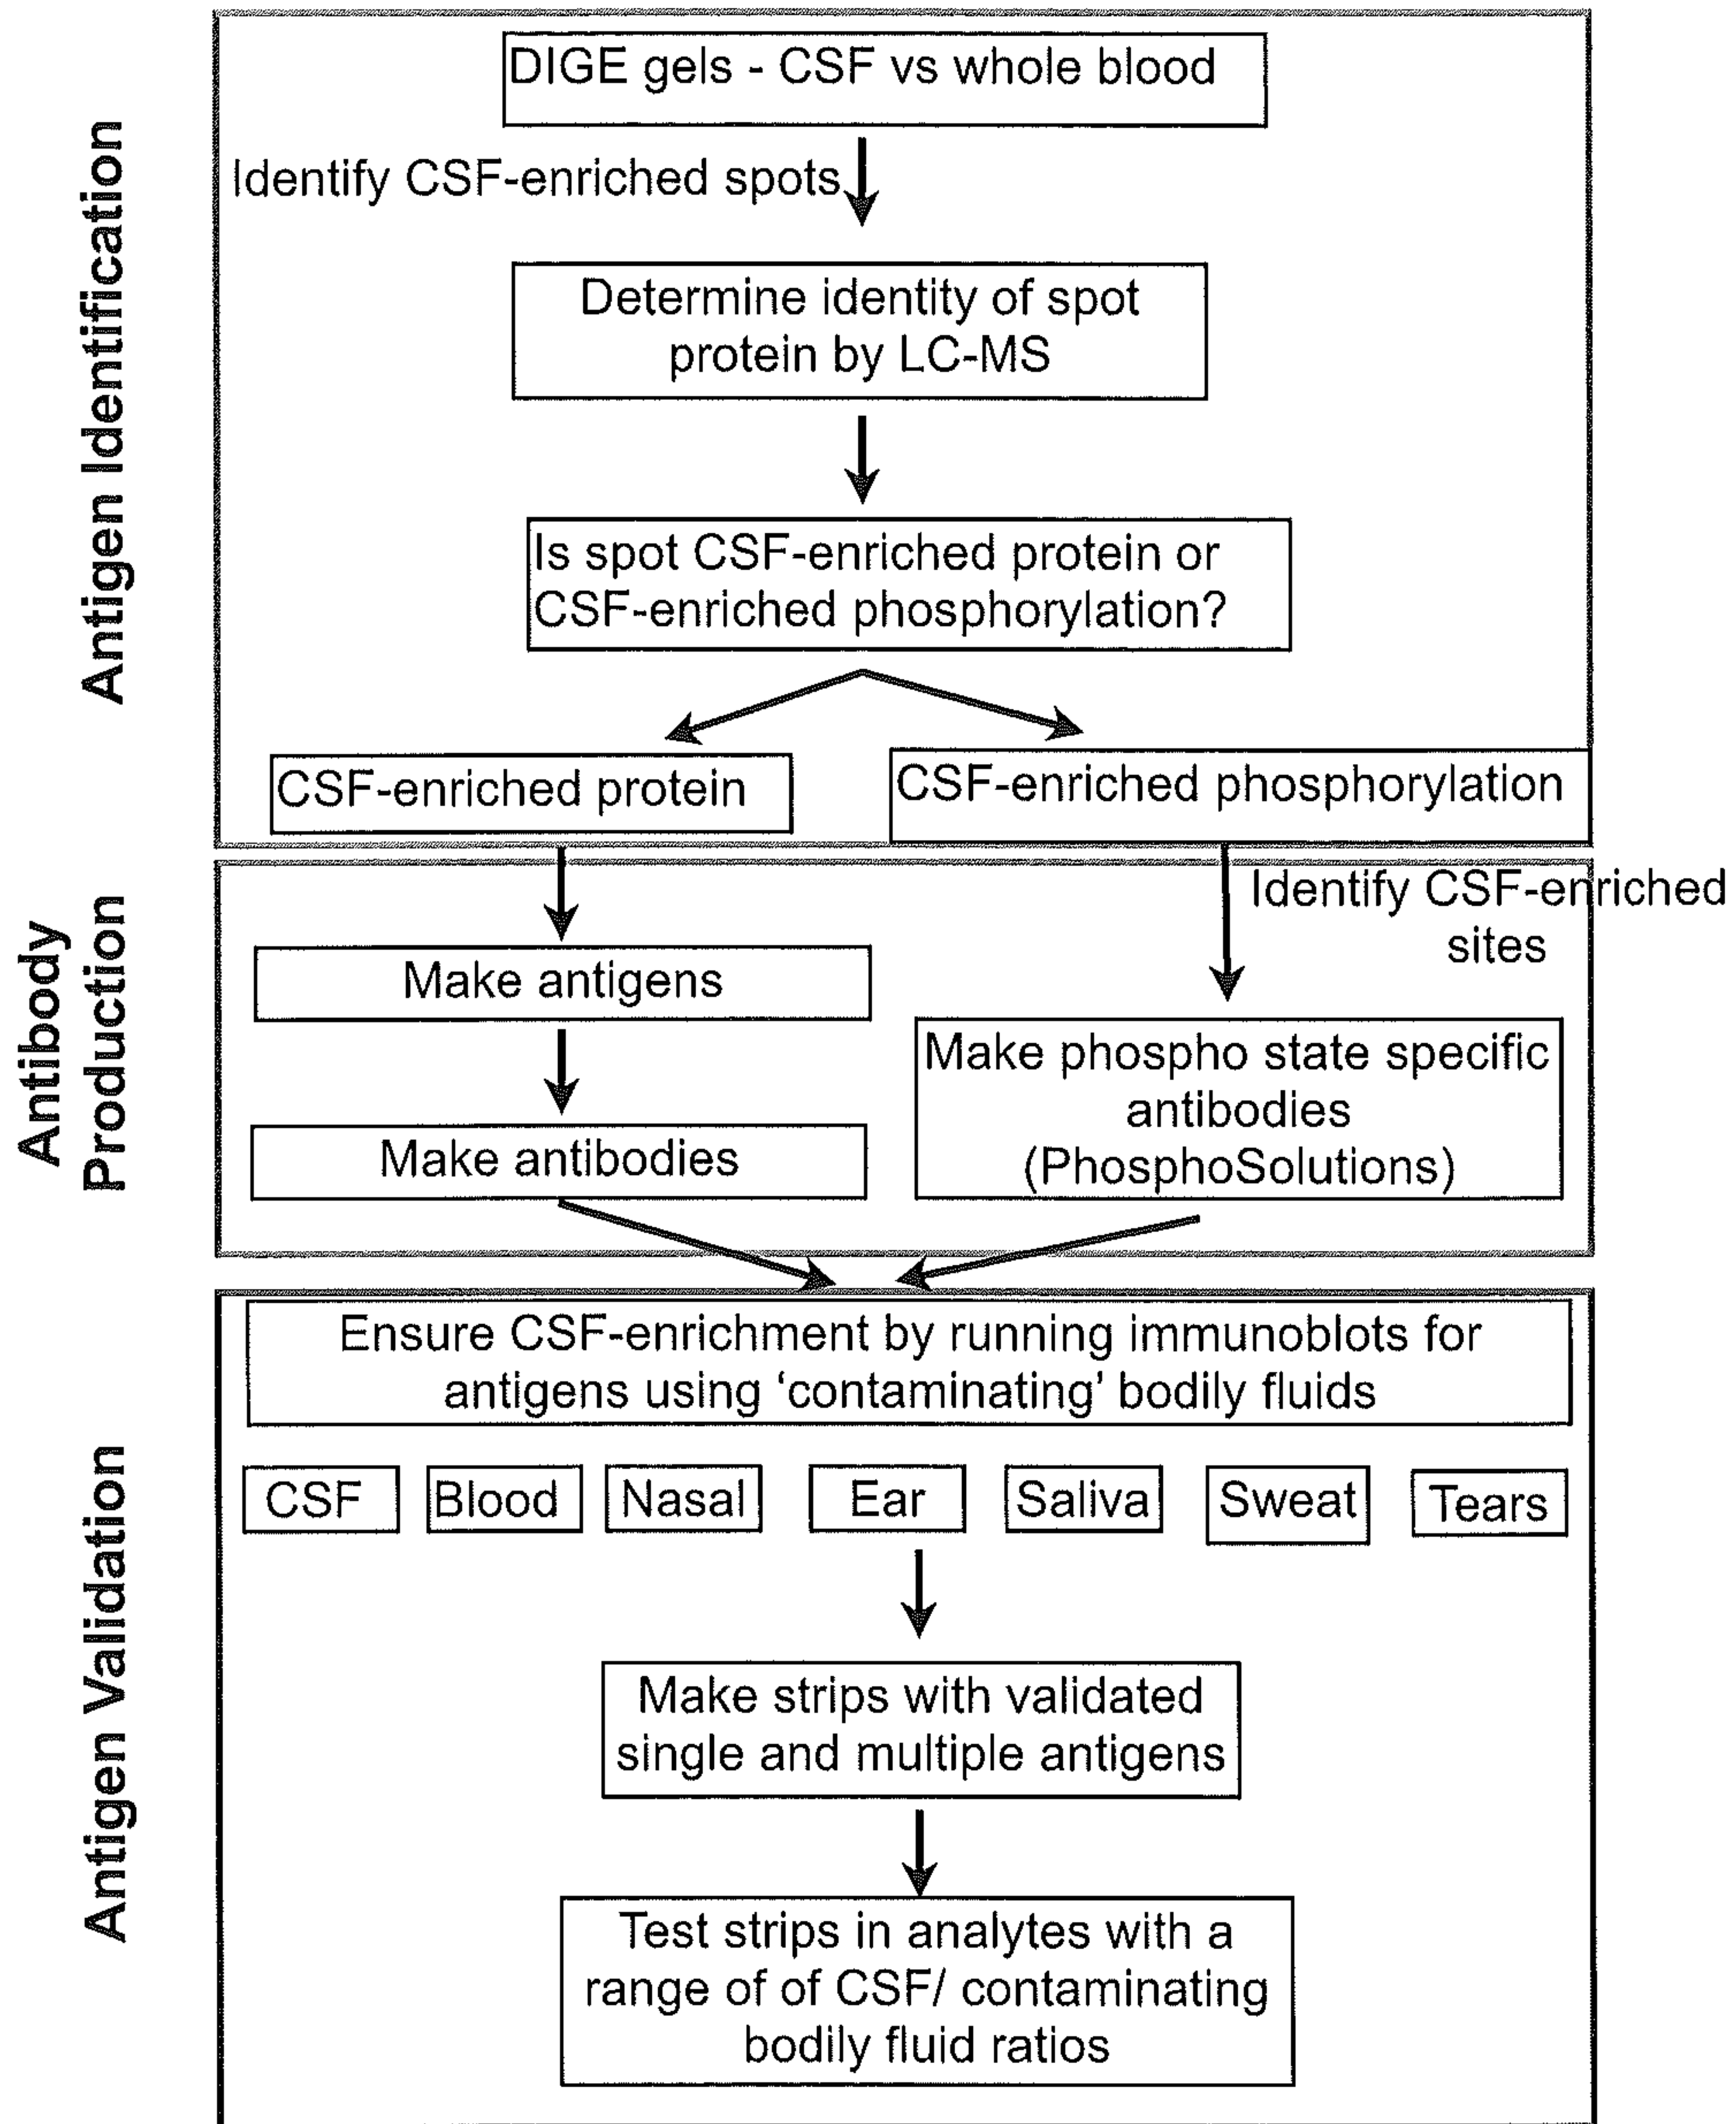 Antigen Identification
DIGE gels - CSF vs whole blood
Identify CSF-enriched spots
Determine identity of spot
protein by LC-MS
Is spot CSF-enriched protein or
CSF-enriched phosphorylation?
CSF-enriched protein
CSF-enriched phosphorylation
Antibody
Production
Identify CSF-enriched
sites
Make antigens
Make antibodies
Make phospho state specific
antibodies
(PhosphoSolutions)
Antigen Validation
Ensure CSF-enrichment by running immunoblots for
antigens using ‘contaminating’ bodily fluids
CSF
Blood
Nasal
Ear
Saliva
Sweat
Tears
Make strips with validated
single and multiple antigens
Test strips in analytes with a
range of of CSF/ contaminating
bodily fluid ratios